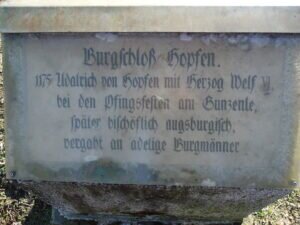 Burgschloß Hopfen.
1175 Udalrich von Hopfen mit Herzog Welf VI.
bei den Pfingstfesten am Gunzenle,
später bischöflich augsburgisch,
vergabt an adelige Burgmänner